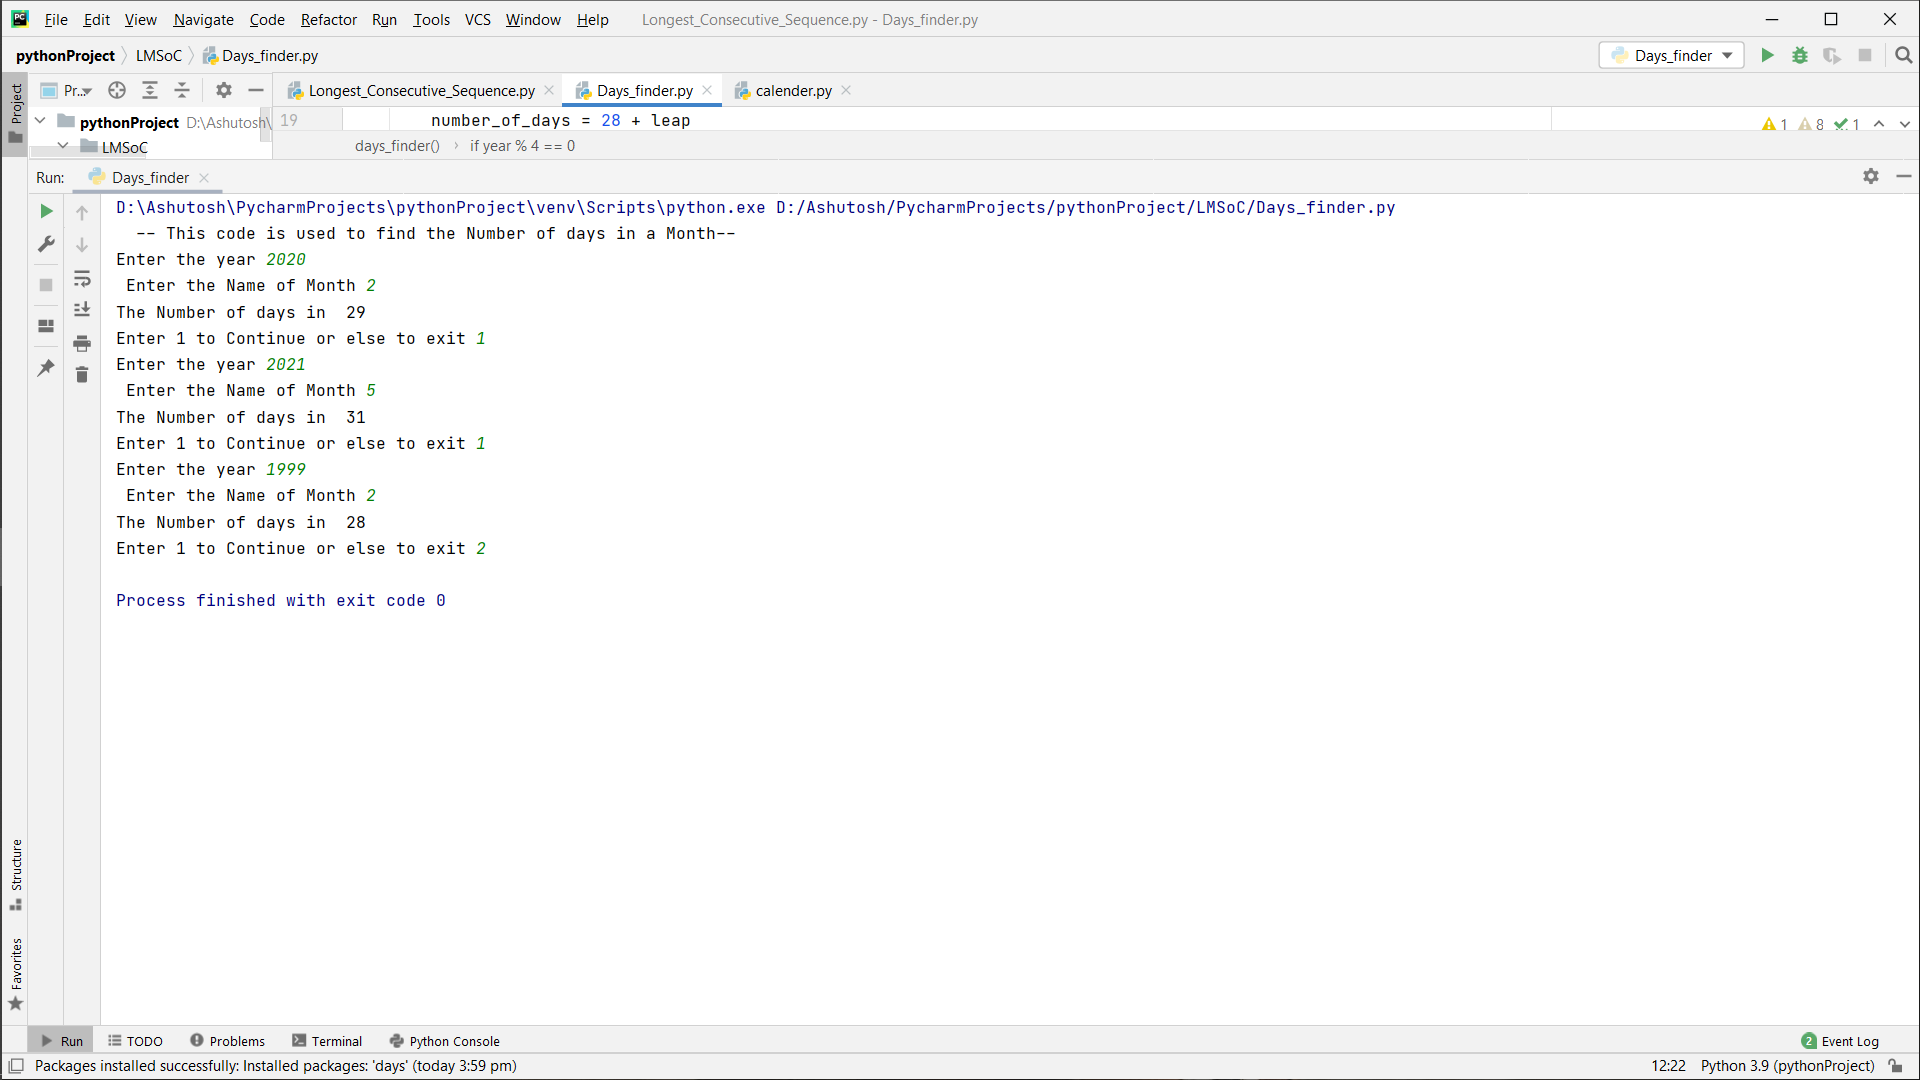 PC File Edit View Navigate Code Refactor Run Tools VCS Window Help Longest_Consecutive_Sequence.py - Days_finder.py
pythonProject LMSoC Days_finder.py Days_finder
Project Pr... Longest_Consecutive_Sequence.py Days_finder.py calender.py
pythonProject D:\Ashutosh\ 19 number_of_days = 28 + leap 1 8 1
LMSoC days_finder() if year % 4 == 0
Run: Days_finder
D:\Ashutosh\PycharmProjects\pythonProject\venv\Scripts\python.exe D:/Ashutosh/PycharmProjects/pythonProject/LMSoC/Days_finder.py
-- This code is used to find the Number of days in a Month--
Enter the year 2020
Enter the Name of Month 2
The Number of days in  29
Enter 1 to Continue or else to exit 1
Enter the year 2021
Enter the Name of Month 5
The Number of days in  31
Enter 1 to Continue or else to exit 1
Enter the year 1999
Enter the Name of Month 2
The Number of days in  28
Enter 1 to Continue or else to exit 2
Process finished with exit code 0
Structure
Favorites
Run TODO Problems Terminal Python Console 2 Event Log
Packages installed successfully: Installed packages: 'days' (today 3:59 pm) 12:22 Python 3.9 (pythonProject)